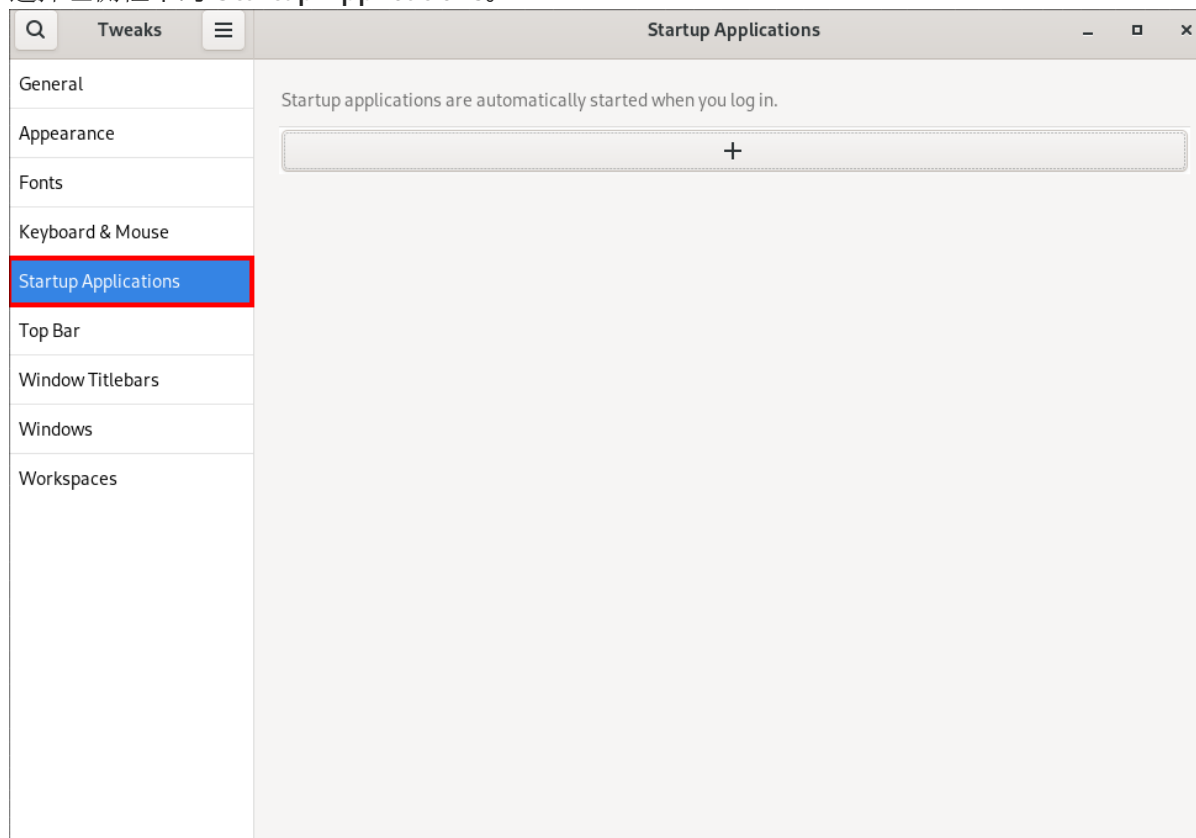 Tweaks
Startup Applications
General
Appearance
Fonts
Keyboard & Mouse
Startup Applications
Top Bar
Window Titlebars
Windows
Workspaces
Startup applications are automatically started when you log in.
+